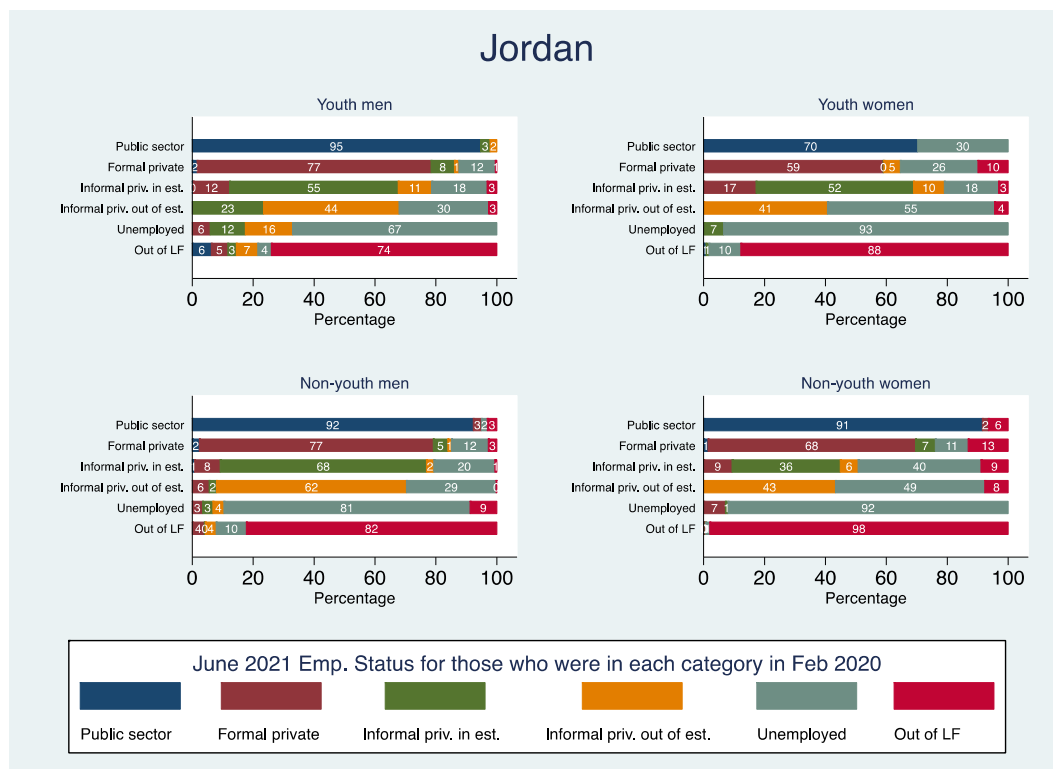 Jordan
Youth men
Public sector 95 3 2
Formal private 2 77 8 1 12 1
Informal priv. in est. 0 12 55 11 18 3
Informal priv. out of est. 23 44 30 3
Unemployed 6 12 16 67
Out of LF 6 5 3 7 4 74
0 20 40 60 80 100
Percentage
Youth women
Public sector 70 30
Formal private 59 0 5 26 10
Informal priv. in est. 17 52 10 18 3
Informal priv. out of est. 41 55 4
Unemployed 7 93
Out of LF 1 10 88
0 20 40 60 80 100
Percentage
Non-youth men
Public sector 92 3 2 3
Formal private 2 77 5 1 12 3
Informal priv. in est. 1 8 68 2 20 1
Informal priv. out of est. 6 2 62 29 0
Unemployed 3 3 4 81 9
Out of LF 4 0 4 10 82
0 20 40 60 80 100
Percentage
Non-youth women
Public sector 91 2 6
Formal private 1 68 7 11 13
Informal priv. in est. 9 36 6 40 9
Informal priv. out of est. 43 49 8
Unemployed 7 1 92
Out of LF 98
0 20 40 60 80 100
Percentage
June 2021 Emp. Status for those who were in each category in Feb 2020
Public sector Formal private Informal priv. in est. Informal priv. out of est. Unemployed Out of LF